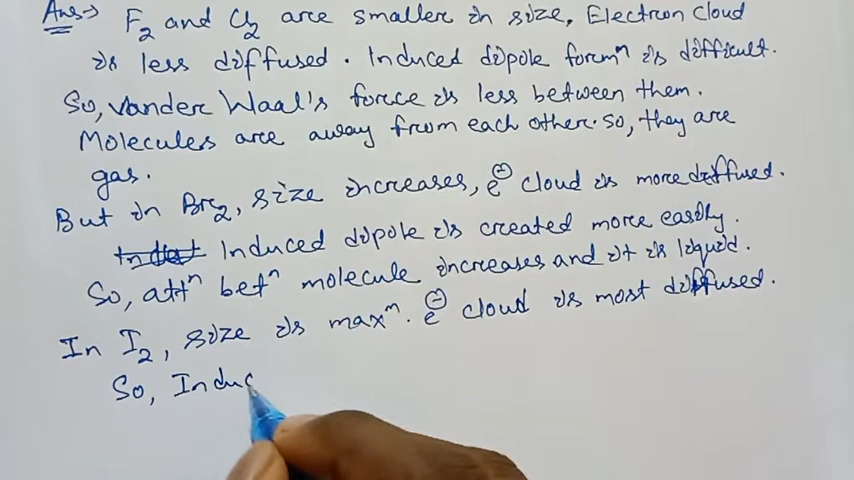 Ans→ F₂ and Cl₂ are smaller in size, Electron Cloud
is less diffused. Induced dipole formⁿ is difficult.
So, vander Waal's force is less between them.
Molecules are away from each other. So, they are
gas.
But in Br₂, size increases, e⊖ cloud is more diffused.
Induced dipole is created more easily.
So, attⁿ betⁿ molecule increases and it is liquid.
In I₂, size is maxᵐ. e⊖ cloud is most diffused.
So, Induc